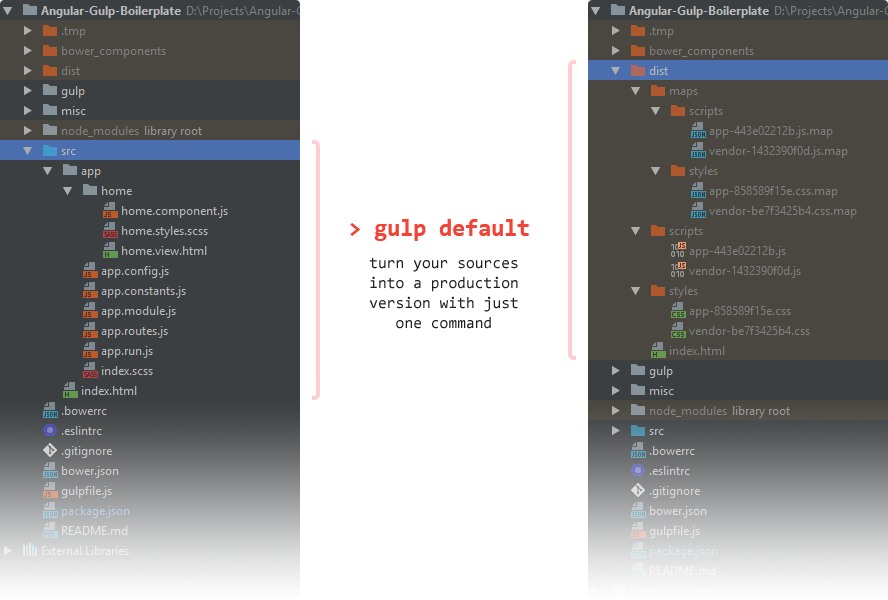 Angular-Gulp-Boilerplate D:\Projects\Angular-G
.tmp
bower_components
dist
gulp
misc
node_modules library root
src
app
home
home.component.js
home.styles.scss
home.view.html
app.config.js
app.constants.js
app.module.js
app.routes.js
app.run.js
index.scss
index.html
.bowerrc
.eslintrc
.gitignore
bower.json
gulpfile.js
package.json
README.md
External Libraries
> gulp default
turn your sources
into a production
version with just
one command
Angular-Gulp-Boilerplate D:\Projects\Angular-G
.tmp
bower_components
dist
maps
scripts
app-443e02212b.js.map
vendor-1432390f0d.js.map
styles
app-858589f15e.css.map
vendor-be7f3425b4.css.map
scripts
app-443e02212b.js
vendor-1432390f0d.js
styles
app-858589f15e.css
vendor-be7f3425b4.css
index.html
gulp
misc
node_modules library root
src
.bowerrc
.eslintrc
.gitignore
bower.json
gulpfile.js
package.json
README.md